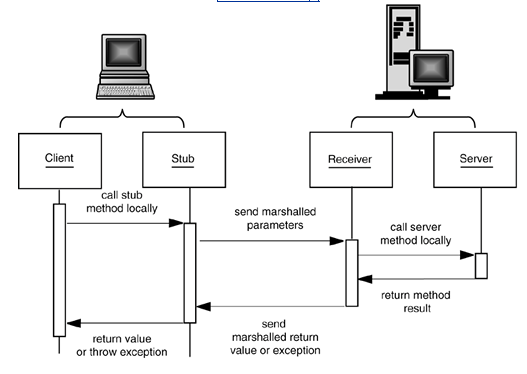 Client
Stub
Receiver
Server
call stub
method locally
send marshalled
parameters
call server
method locally
return method
result
send
marshalled return
value or exception
return value
or throw exception